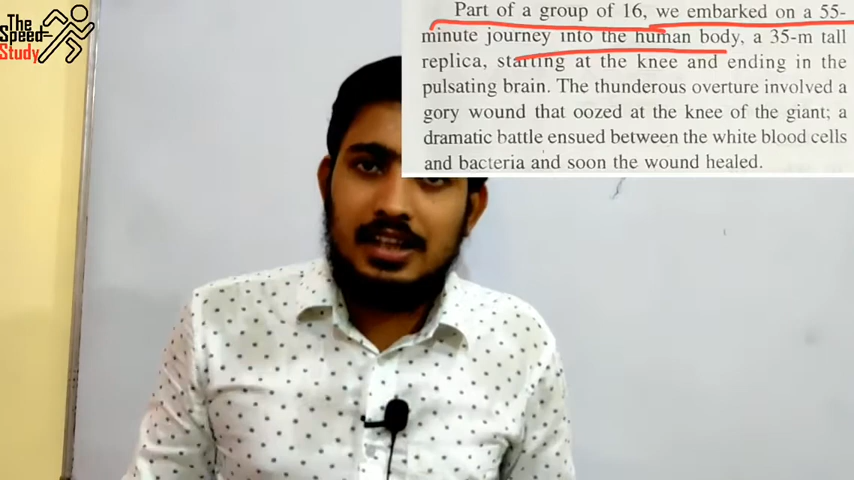 The
Speed
Study
Part of a group of 16, we embarked on a 55-
minute journey into the human body, a 35-m tall
replica, starting at the knee and ending in the
pulsating brain. The thunderous overture involved a
gory wound that oozed at the knee of the giant; a
dramatic battle ensued between the white blood cells
and bacteria and soon the wound healed.